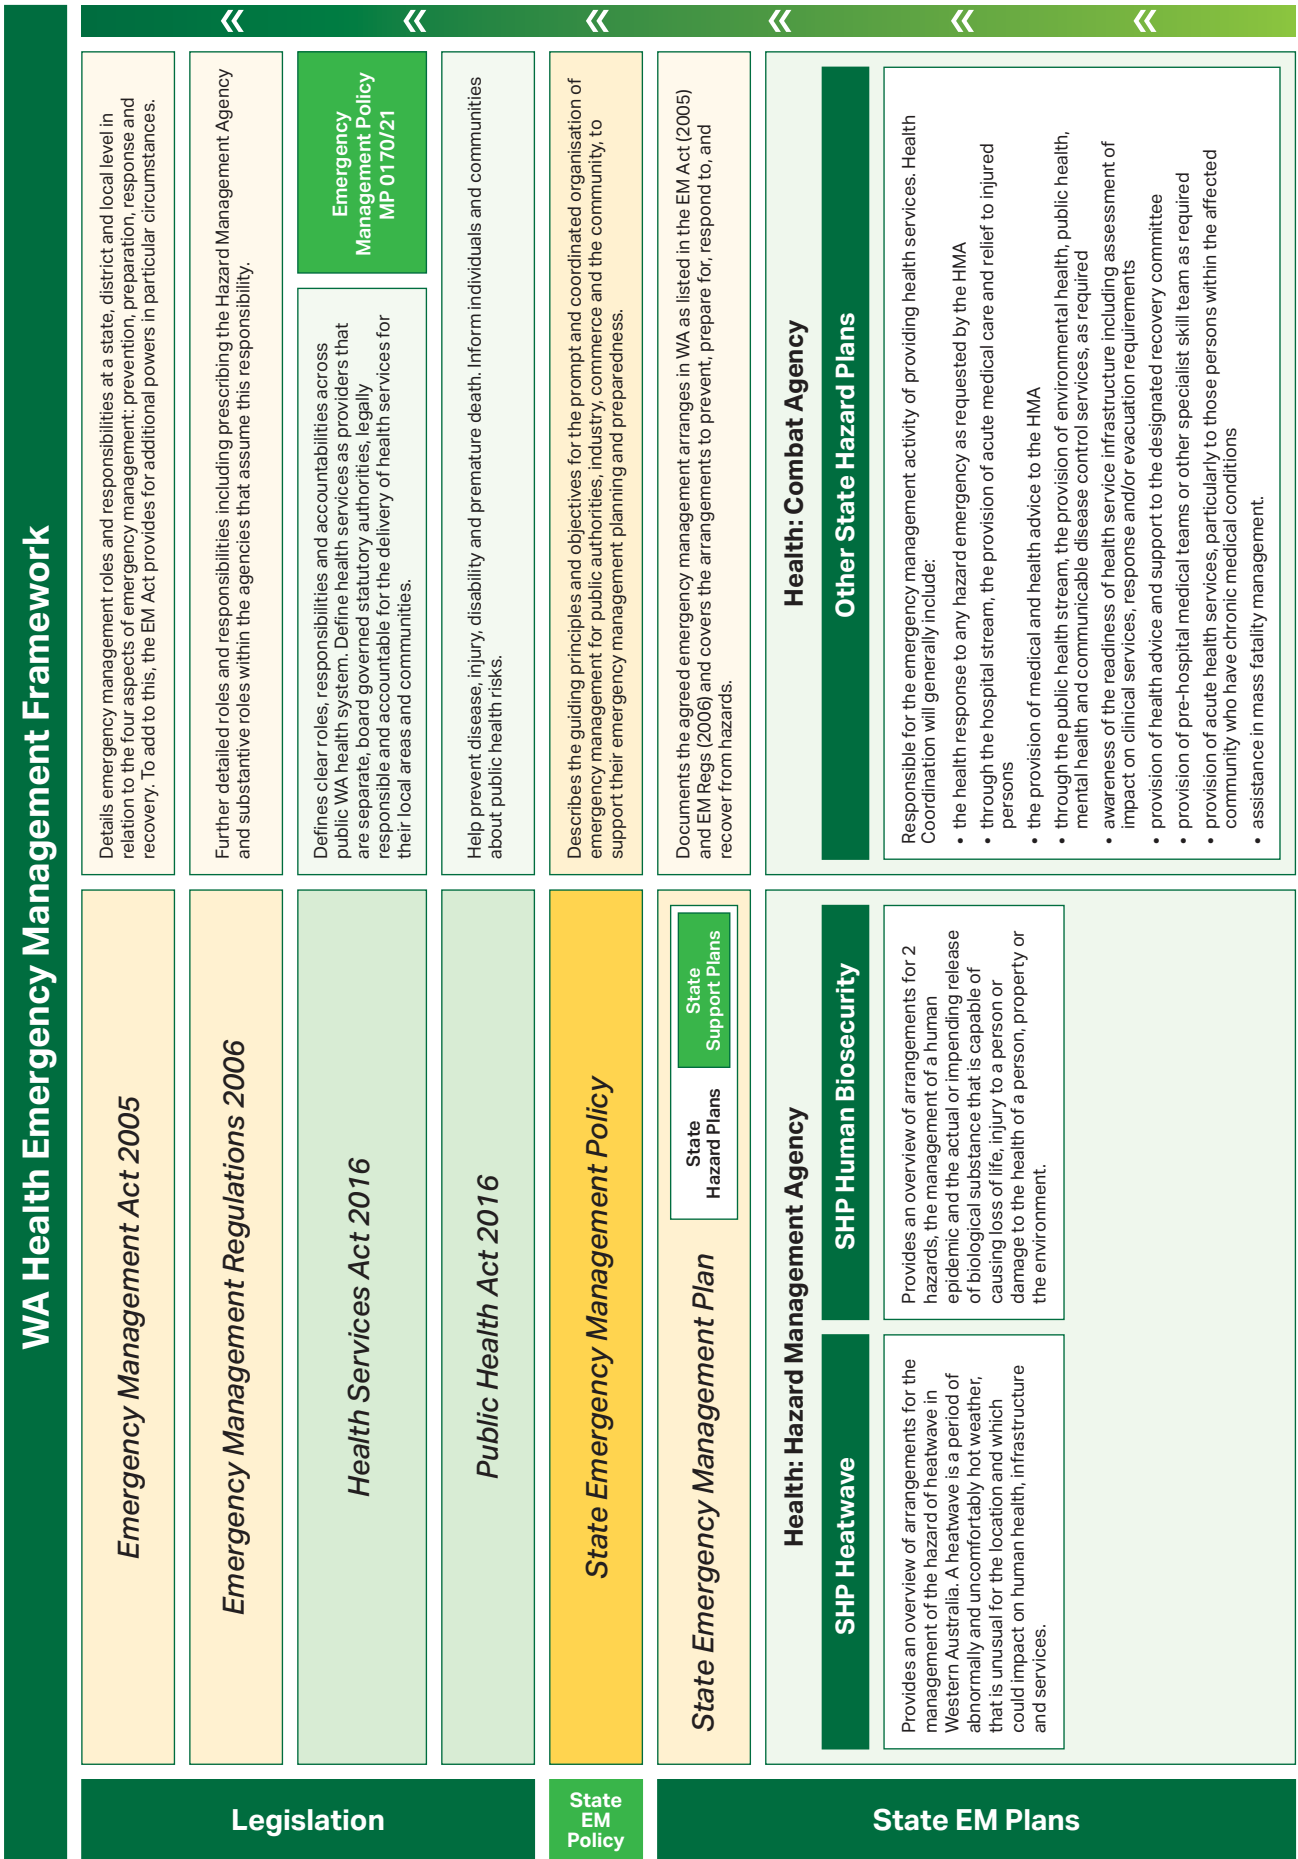 WA Health Emergency Management Framework
Legislation
Emergency Management Act 2005
Details emergency management roles and responsibilities at a state, district and local level in
relation to the four aspects of emergency management: prevention, preparation, response and
recovery. To add to this, the EM Act provides for additional powers in particular circumstances.
Emergency Management Regulations 2006
Further detailed roles and responsibilities including prescribing the Hazard Management Agency
and substantive roles within the agencies that assume this responsibility.
Health Services Act 2016
Defines clear roles, responsibilities and accountabilities across
public WA health system. Define health services as providers that
are separate, board governed statutory authorities, legally
responsible and accountable for the delivery of health services for
their local areas and communities.
Emergency
Management Policy
MP 0170/21
Public Health Act 2016
Help prevent disease, injury, disability and premature death. Inform individuals and communities
about public health risks.
State
EM
Policy
State Emergency Management Policy
Describes the guiding principles and objectives for the prompt and coordinated organisation of
emergency management for public authorities, industry, commerce and the community, to
support their emergency management planning and preparedness.
State EM Plans
State Emergency Management Plan
State
Hazard Plans
State
Support Plans
Documents the agreed emergency management arranges in WA as listed in the EM Act (2005)
and EM Regs (2006) and covers the arrangements to prevent, prepare for, respond to, and
recover from hazards.
Health: Hazard Management Agency
SHP Heatwave
Provides an overview of arrangements for the
management of the hazard of heatwave in
Western Australia. A heatwave is a period of
abnormally and uncomfortably hot weather,
that is unusual for the location and which
could impact on human health, infrastructure
and services.
SHP Human Biosecurity
Provides an overview of arrangements for 2
hazards, the management of a human
epidemic and the actual or impending release
of biological substance that is capable of
causing loss of life, injury to a person or
damage to the health of a person, property or
the environment.
Health: Combat Agency
Other State Hazard Plans
Responsible for the emergency management activity of providing health services. Health
Coordination will generally include:
• the health response to any hazard emergency as requested by the HMA
• through the hospital stream, the provision of acute medical care and relief to injured
persons
• the provision of medical and health advice to the HMA
• through the public health stream, the provision of environmental health, public health,
mental health and communicable disease control services, as required
• awareness of the readiness of health service infrastructure including assessment of
impact on clinical services, response and/or evacuation requirements
• provision of health advice and support to the designated recovery committee
• provision of pre-hospital medical teams or other specialist skill team as required
• provision of acute health services, particularly to those persons within the affected
community who have chronic medical conditions
• assistance in mass fatality management.